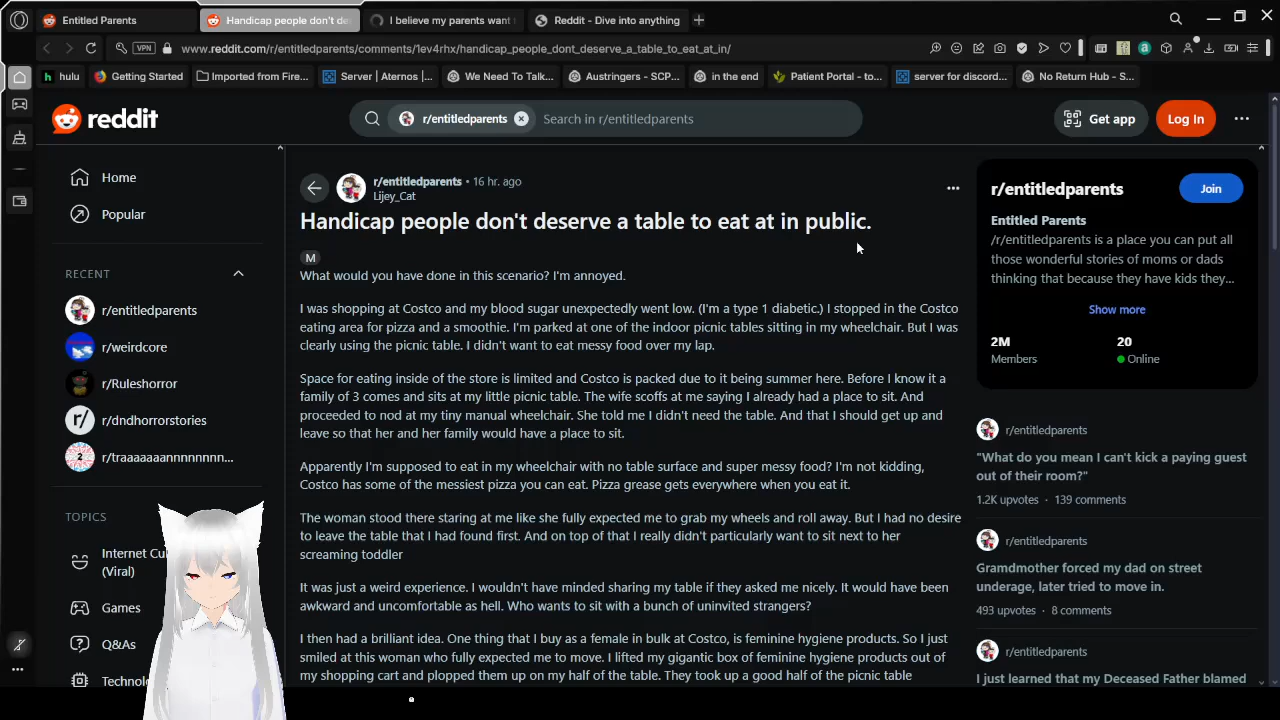 Entitled Parents
Handicap people don't de
I believe my parents want
Reddit - Dive into anything
VPN
www.reddit.com/r/entitledparents/comments/1ev4rhx/handicap_people_dont_deserve_a_table_to_eat_at_in/
hulu
Getting Started
Imported from Fire...
Server | Aternos |...
We Need To Talk...
Austringers - SCP...
in the end
Patient Portal - to...
server for discord...
No Return Hub - S...
reddit
r/entitledparents
Search in r/entitledparents
Get app
Log In
Home
Popular
RECENT
r/entitledparents
r/weirdcore
r/Ruleshorror
r/dndhorrorstories
r/traaaaaaannnnnnnn...
TOPICS
Internet Cu
(Viral)
Games
Q&As
Technol
r/entitledparents • 16 hr. ago
Lijey_Cat
Handicap people don't deserve a table to eat at in public.
M
What would you have done in this scenario? I'm annoyed.
I was shopping at Costco and my blood sugar unexpectedly went low. (I'm a type 1 diabetic.) I stopped in the Costco
eating area for pizza and a smoothie. I'm parked at one of the indoor picnic tables sitting in my wheelchair. But I was
clearly using the picnic table. I didn't want to eat messy food over my lap.
Space for eating inside of the store is limited and Costco is packed due to it being summer here. Before I know it a
family of 3 comes and sits at my little picnic table. The wife scoffs at me saying I already had a place to sit. And
proceeded to nod at my tiny manual wheelchair. She told me I didn't need the table. And that I should get up and
leave so that her and her family would have a place to sit.
Apparently I'm supposed to eat in my wheelchair with no table surface and super messy food? I'm not kidding,
Costco has some of the messiest pizza you can eat. Pizza grease gets everywhere when you eat it.
The woman stood there staring at me like she fully expected me to grab my wheels and roll away. But I had no desire
to leave the table that I had found first. And on top of that I really didn't particularly want to sit next to her
screaming toddler
It was just a weird experience. I wouldn't have minded sharing my table if they asked me nicely. It would have been
awkward and uncomfortable as hell. Who wants to sit with a bunch of uninvited strangers?
I then had a brilliant idea. One thing that I buy as a female in bulk at Costco, is feminine hygiene products. So I just
smiled at this woman who fully expected me to move. I lifted my gigantic box of feminine hygiene products out of
my shopping cart and plopped them up on my half of the table. They took up a good half of the picnic table
r/entitledparents
Join
Entitled Parents
/r/entitledparents is a place you can put all
those wonderful stories of moms or dads
thinking that because they have kids they...
Show more
2M
20
Members
Online
r/entitledparents
"What do you mean I can't kick a paying guest
out of their room?"
1.2K upvotes · 139 comments
r/entitledparents
Grandmother forced my dad on street
underage, later tried to move in.
493 upvotes · 8 comments
r/entitledparents
I just learned that my Deceased Father blamed